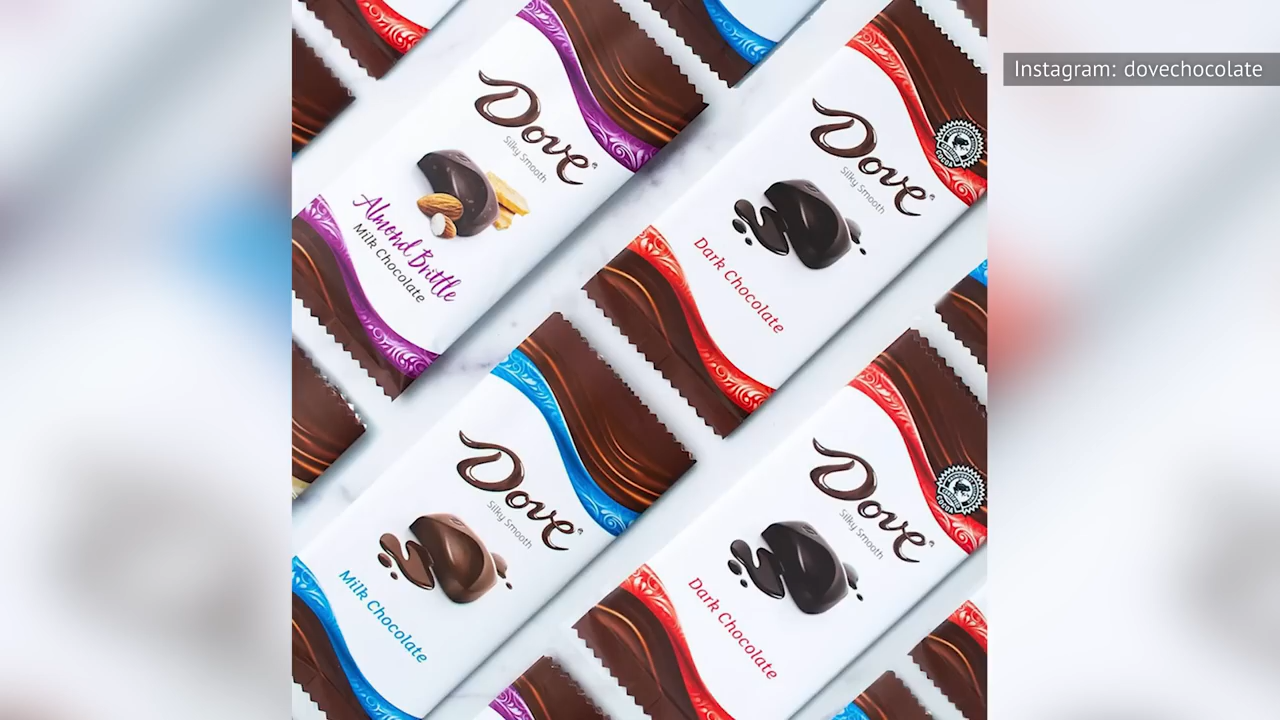 Instagram: dovechocolate
Dove®
Silky Smooth
Almond Brittle
Milk Chocolate
Dove®
Silky Smooth
Dark Chocolate
Dove®
Silky Smooth
Milk Chocolate
Dove®
Silky Smooth
Dark Chocolate